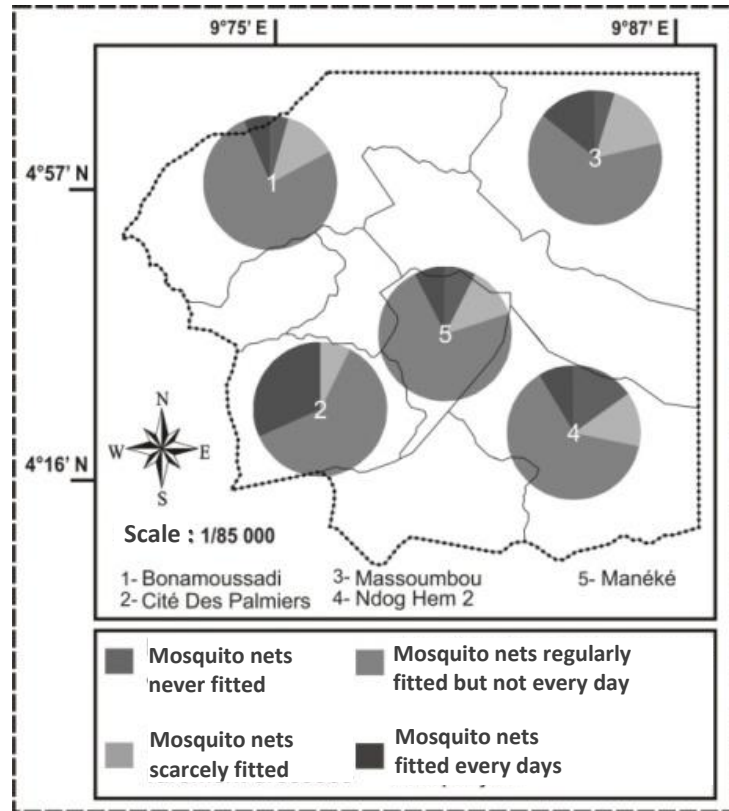 9°75’ E
9°87’ E
4°57’ N
4°16’ N
1
3
5
2
4
N
W
E
S
Scale : 1/85 000
1- Bonamoussadi
3- Massoumbou
5- Manéké
2- Cité Des Palmiers
4- Ndog Hem 2
Mosquito nets
never fitted
Mosquito nets regularly
fitted but not every day
Mosquito nets
scarcely fitted
Mosquito nets
fitted every days